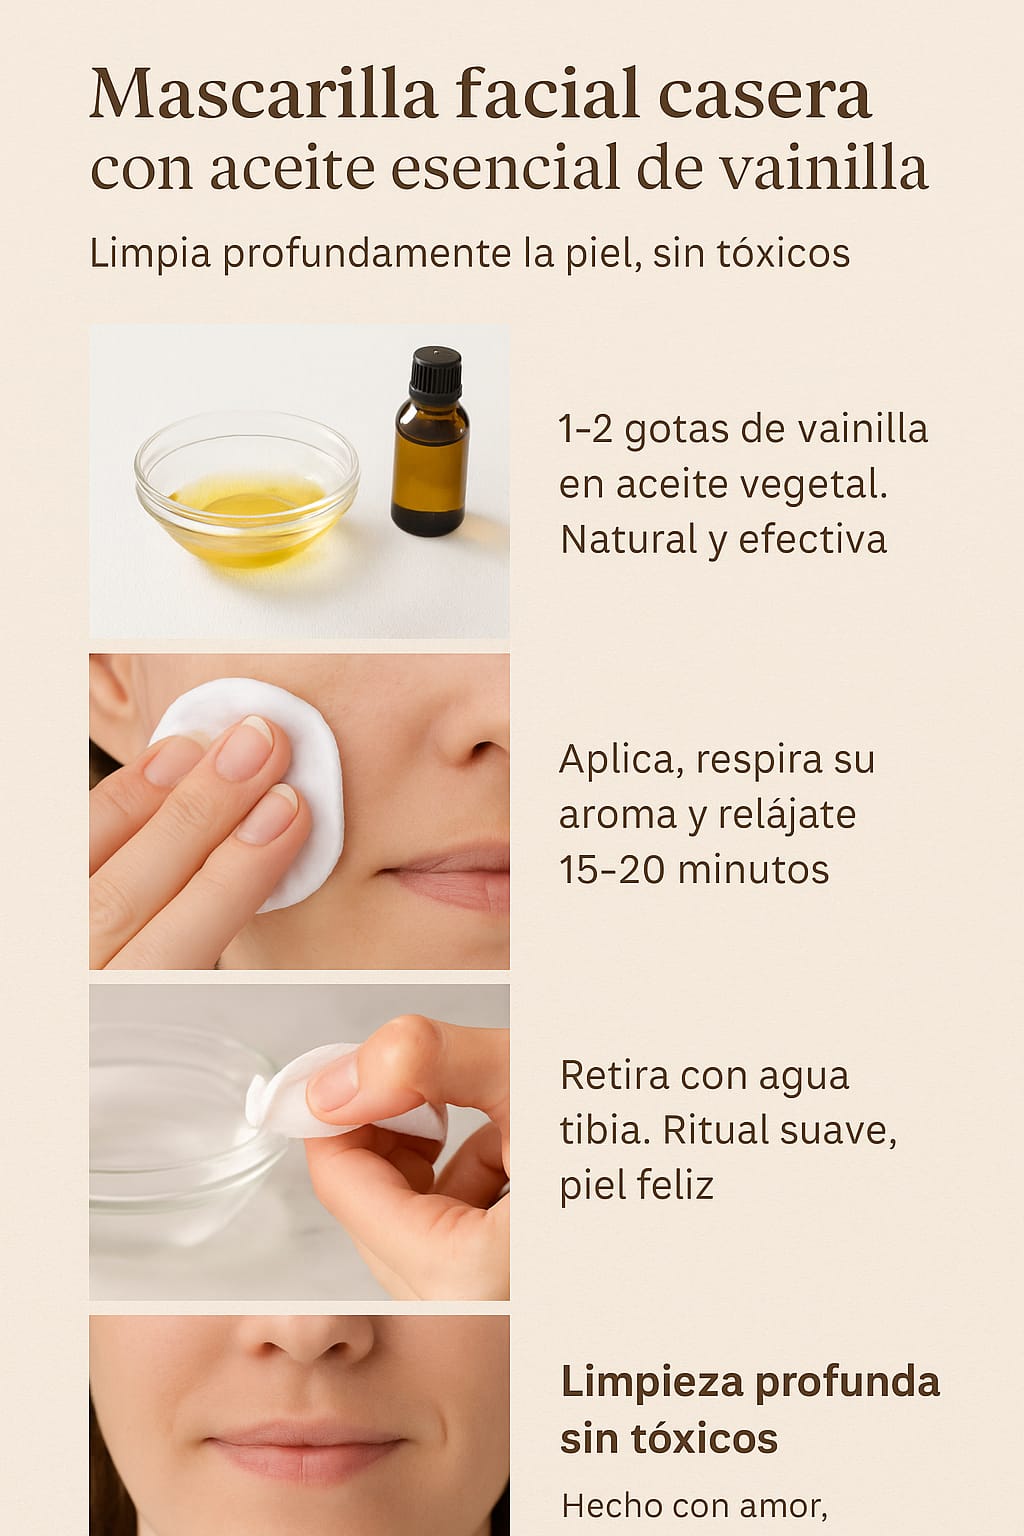 Mascarilla facial casera
con aceite esencial de vainilla
Limpia profundamente la piel, sin tóxicos
1-2 gotas de vainilla
en aceite vegetal.
Natural y efectiva
Aplica, respira su
aroma y relájate
15-20 minutos
Retira con agua
tibia. Ritual suave,
piel feliz
Limpieza profunda
sin tóxicos
Hecho con amor,